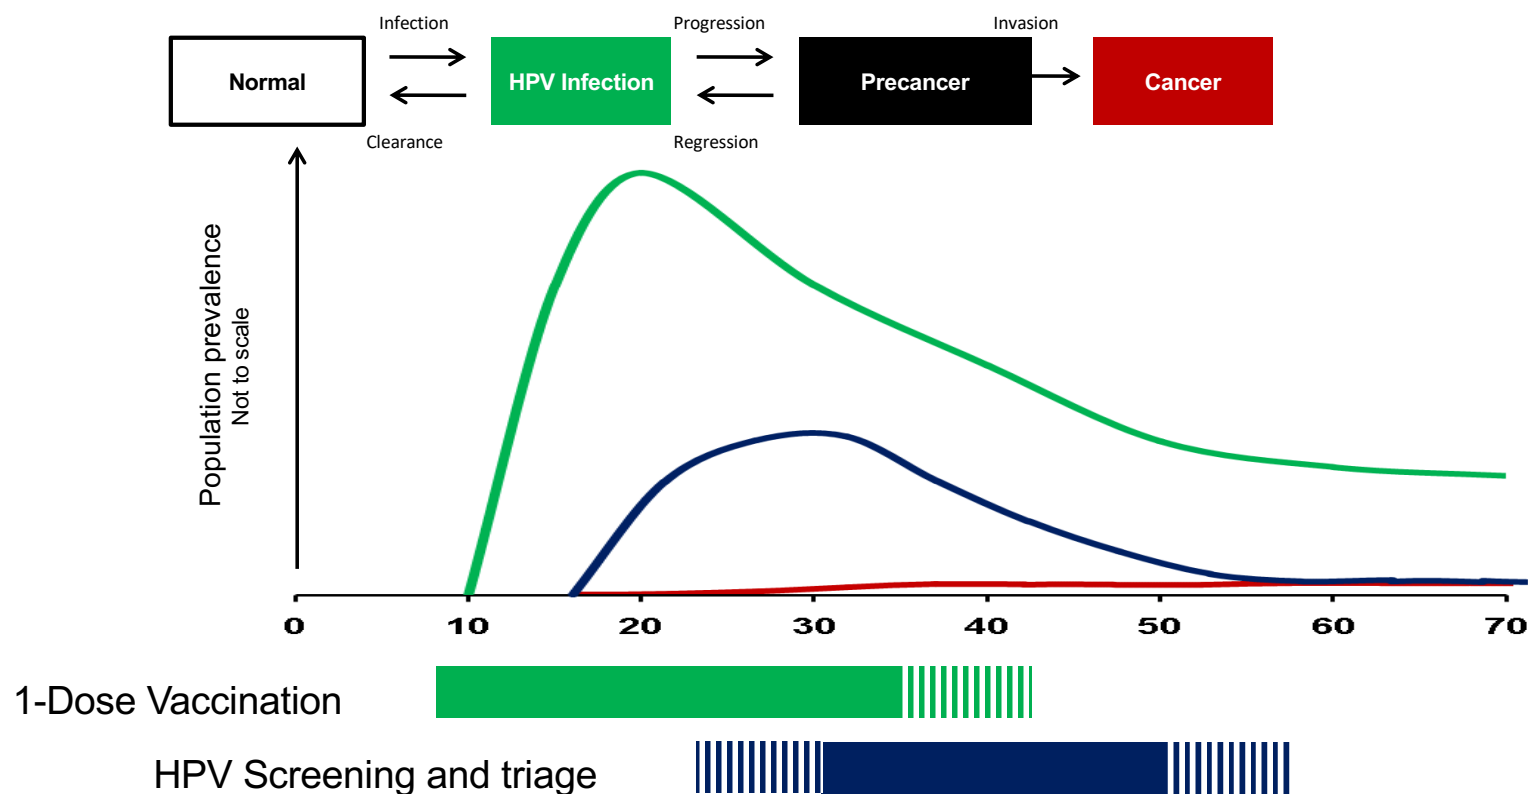 Infection
Progression
Invasion
Normal
HPV Infection
Precancer
Cancer
Clearance
Regression
Population prevalence
Not to scale
0 10 20 30 40 50 60 70
1-Dose Vaccination
HPV Screening and triage